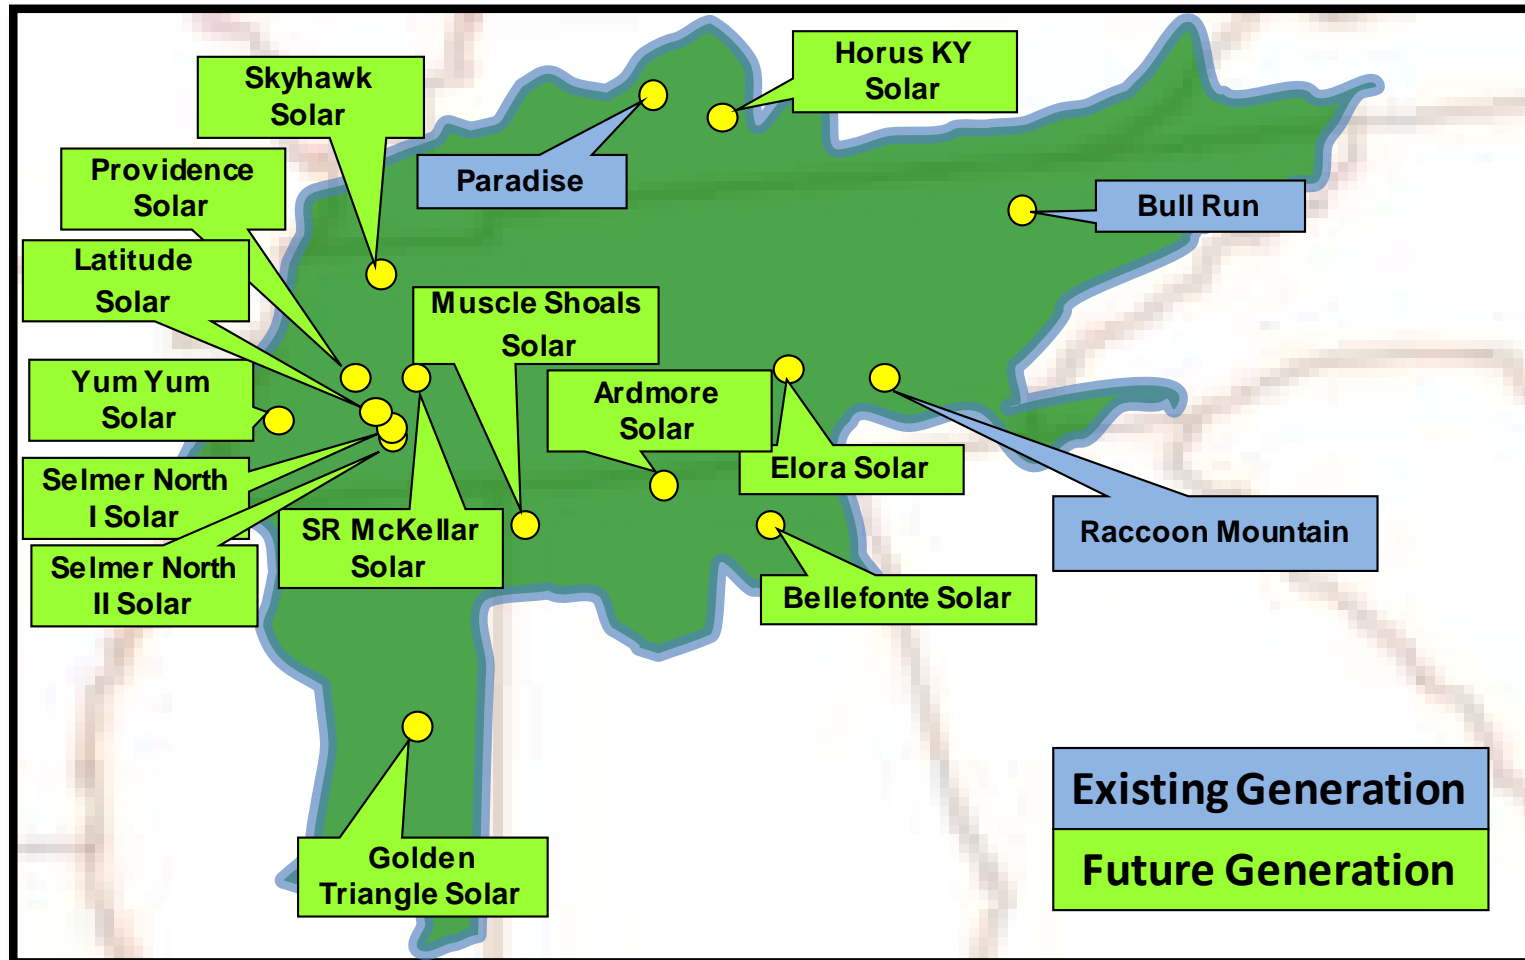 Horus KY
Solar
Skyhawk
Solar
Paradise
Providence
Solar
Bull Run
Latitude
Solar
Muscle Shoals
Solar
Yum Yum
Solar
Ardmore
Solar
Elora Solar
Selmer North
I Solar
SR McKellar
Solar
Raccoon Mountain
Selmer North
II Solar
Bellefonte Solar
Golden
Triangle Solar
Existing Generation
Future Generation